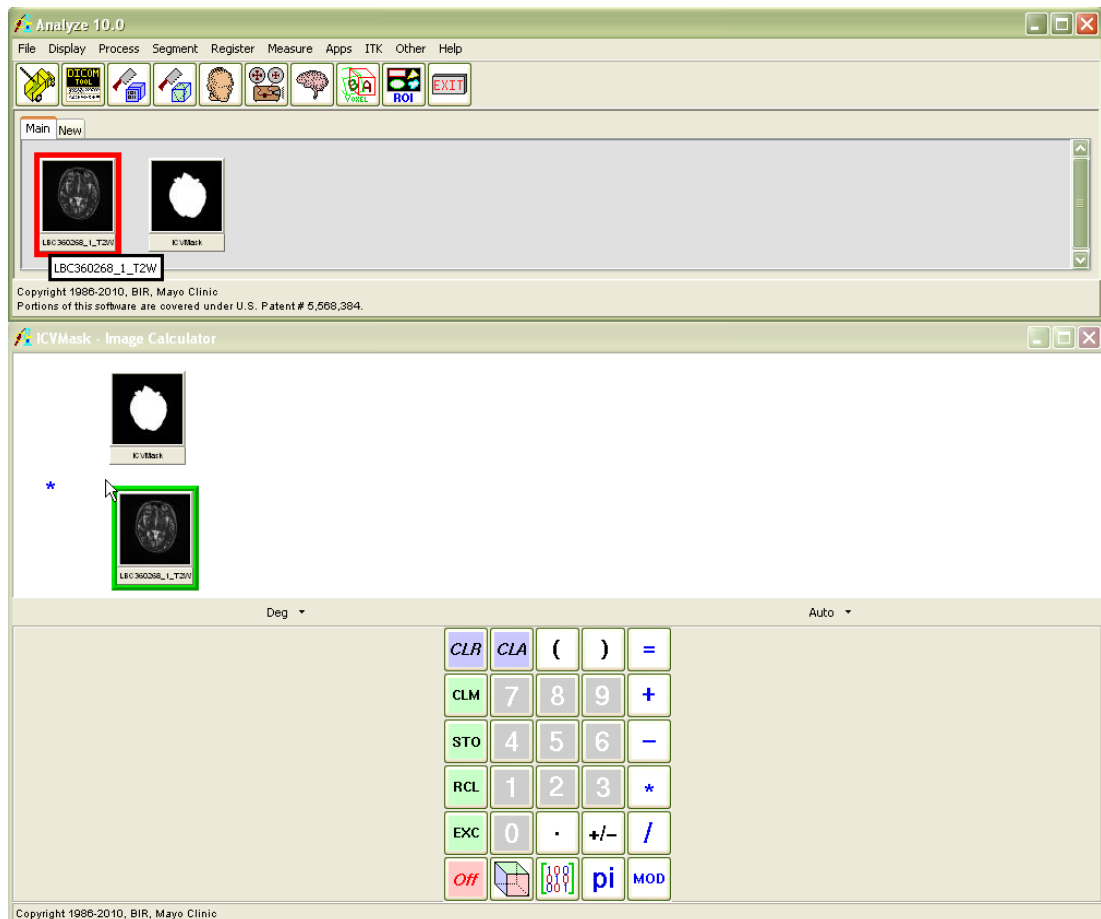 Analyze 10.0
File Display Process Segment Register Measure Apps ITK Other Help
DICOM TOOL VOXEL ROI EXIT
Main New
LBC360268_1_T2W ICVMask
LBC360268_1_T2W
Copyright 1986-2010, BIR, Mayo Clinic
Portions of this software are covered under U.S. Patent # 5,568,384.
ICVMask - Image Calculator
ICVMask
*
LBC360268_1_T2W
Deg Auto
CLR CLA ( ) =
CLM 7 8 9 +
STO 4 5 6 −
RCL 1 2 3 *
EXC 0 . +/− /
Off pi MOD
Copyright 1986-2010, BIR, Mayo Clinic